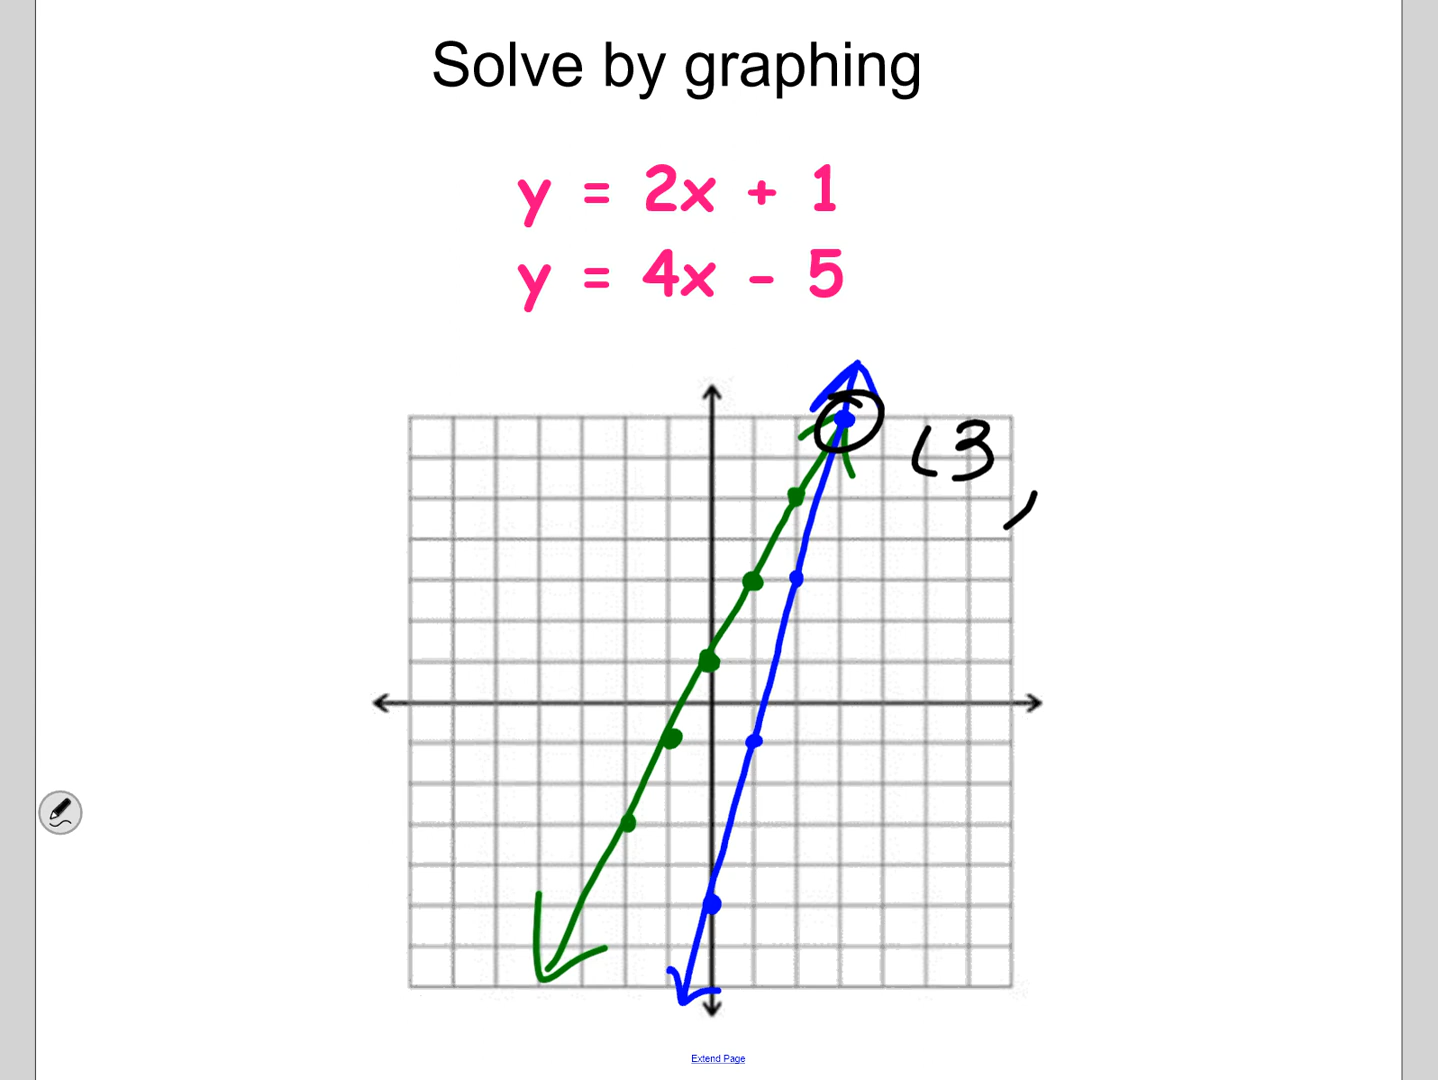 Solve by graphing
y = 2x + 1
y = 4x - 5
(3 ,
Extend Page